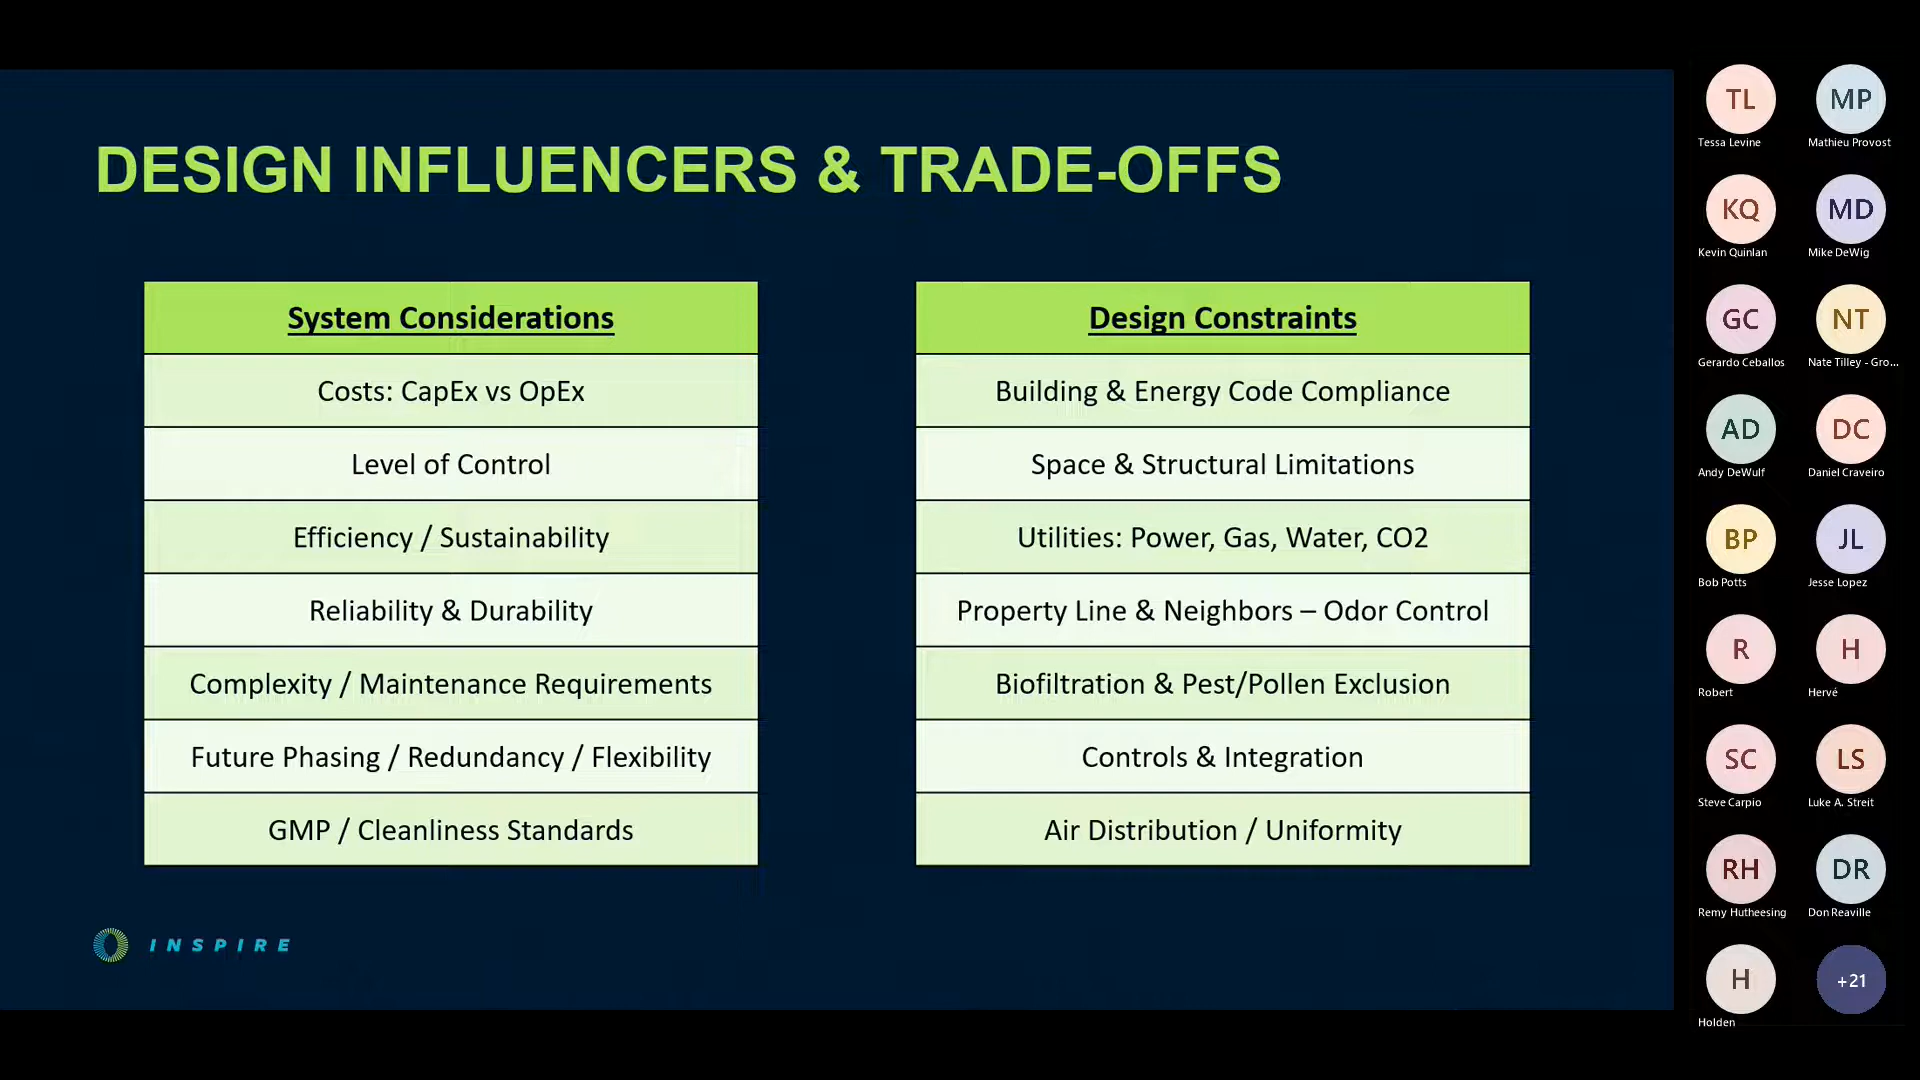 DESIGN INFLUENCERS & TRADE-OFFS
System Considerations
Costs: CapEx vs OpEx
Level of Control
Efficiency / Sustainability
Reliability & Durability
Complexity / Maintenance Requirements
Future Phasing / Redundancy / Flexibility
GMP / Cleanliness Standards
Design Constraints
Building & Energy Code Compliance
Space & Structural Limitations
Utilities: Power, Gas, Water, CO2
Property Line & Neighbors – Odor Control
Biofiltration & Pest/Pollen Exclusion
Controls & Integration
Air Distribution / Uniformity
INSPIRE
TL
Tessa Levine
MP
Mathieu Provost
KQ
Kevin Quinlan
MD
Mike DeWig
GC
Gerardo Ceballos
NT
Nate Tilley - Gro...
AD
Andy DeWulf
DC
Daniel Craveiro
BP
Bob Potts
JL
Jesse Lopez
R
Robert
H
Hervé
SC
Steve Carpio
LS
Luke A. Streit
RH
Remy Hutheesing
DR
Don Reaville
H
Holden
+21